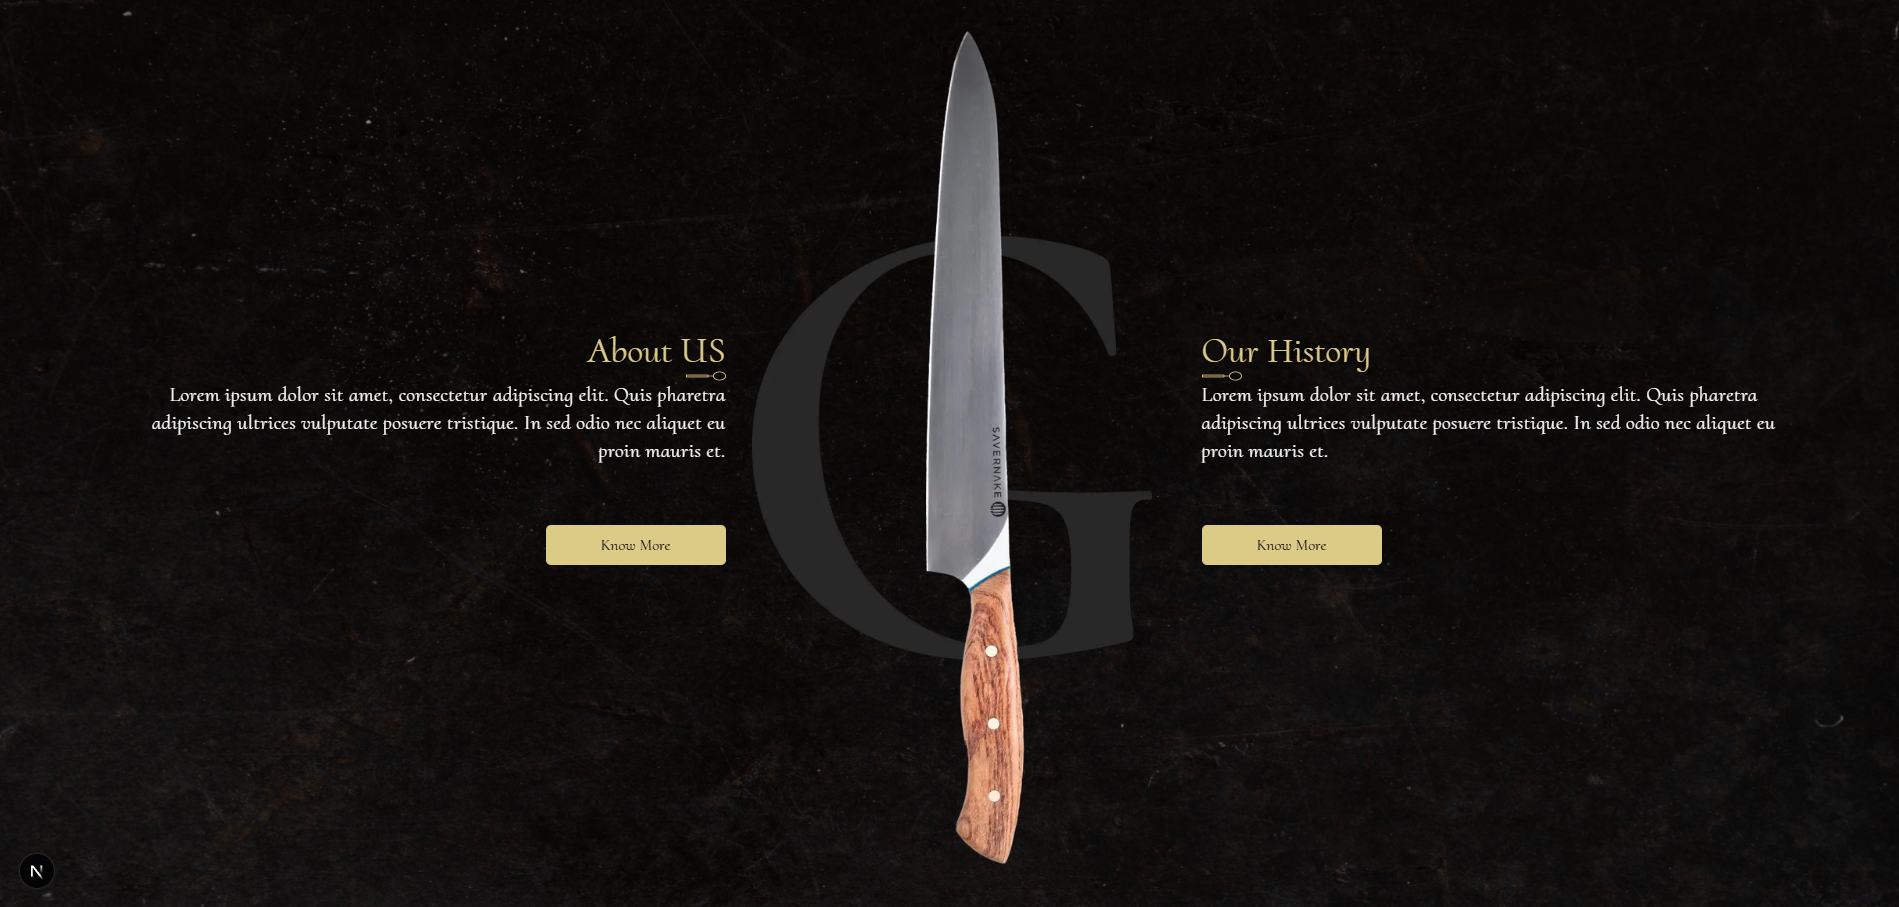 About US
Lorem ipsum dolor sit amet, consectetur adipiscing elit. Quis pharetra
adipiscing ultrices vulputate posuere tristique. In sed odio nec aliquet eu
proin mauris et.
Know More
G
SAVERNAKE
Our History
Lorem ipsum dolor sit amet, consectetur adipiscing elit. Quis pharetra
adipiscing ultrices vulputate posuere tristique. In sed odio nec aliquet eu
proin mauris et.
Know More
N